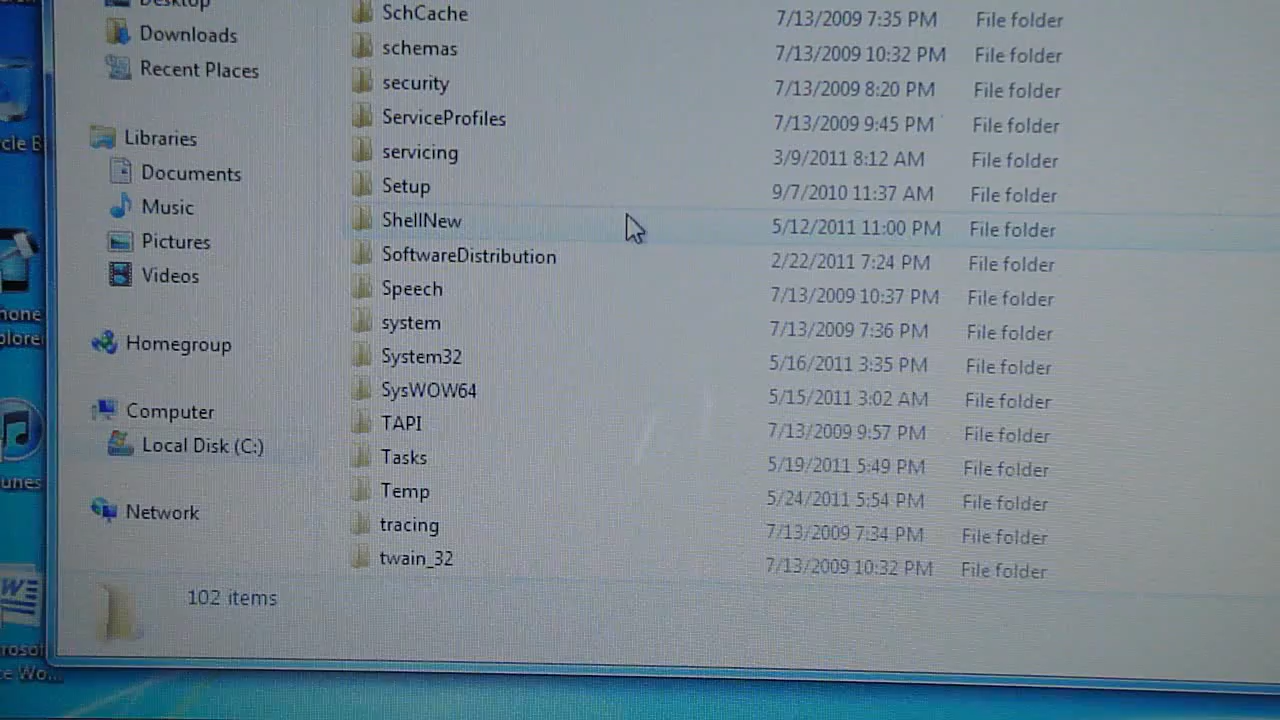 Desktop
Downloads
Recent Places
Libraries
Documents
Music
Pictures
Videos
Homegroup
Computer
Local Disk (C:)
Network
SchCache 7/13/2009 7:35 PM File folder
schemas 7/13/2009 10:32 PM File folder
security 7/13/2009 8:20 PM File folder
ServiceProfiles 7/13/2009 9:45 PM File folder
servicing 3/9/2011 8:12 AM File folder
Setup 9/7/2010 11:37 AM File folder
ShellNew 5/12/2011 11:00 PM File folder
SoftwareDistribution 2/22/2011 7:24 PM File folder
Speech 7/13/2009 10:37 PM File folder
system 7/13/2009 7:36 PM File folder
System32 5/16/2011 3:35 PM File folder
SysWOW64 5/15/2011 3:02 AM File folder
TAPI 7/13/2009 9:57 PM File folder
Tasks 5/19/2011 5:49 PM File folder
Temp 5/24/2011 5:54 PM File folder
tracing 7/13/2009 7:34 PM File folder
twain_32 7/13/2009 10:32 PM File folder
102 items
cle B
hone
plorer
unes
W
rosof
ce Wo...